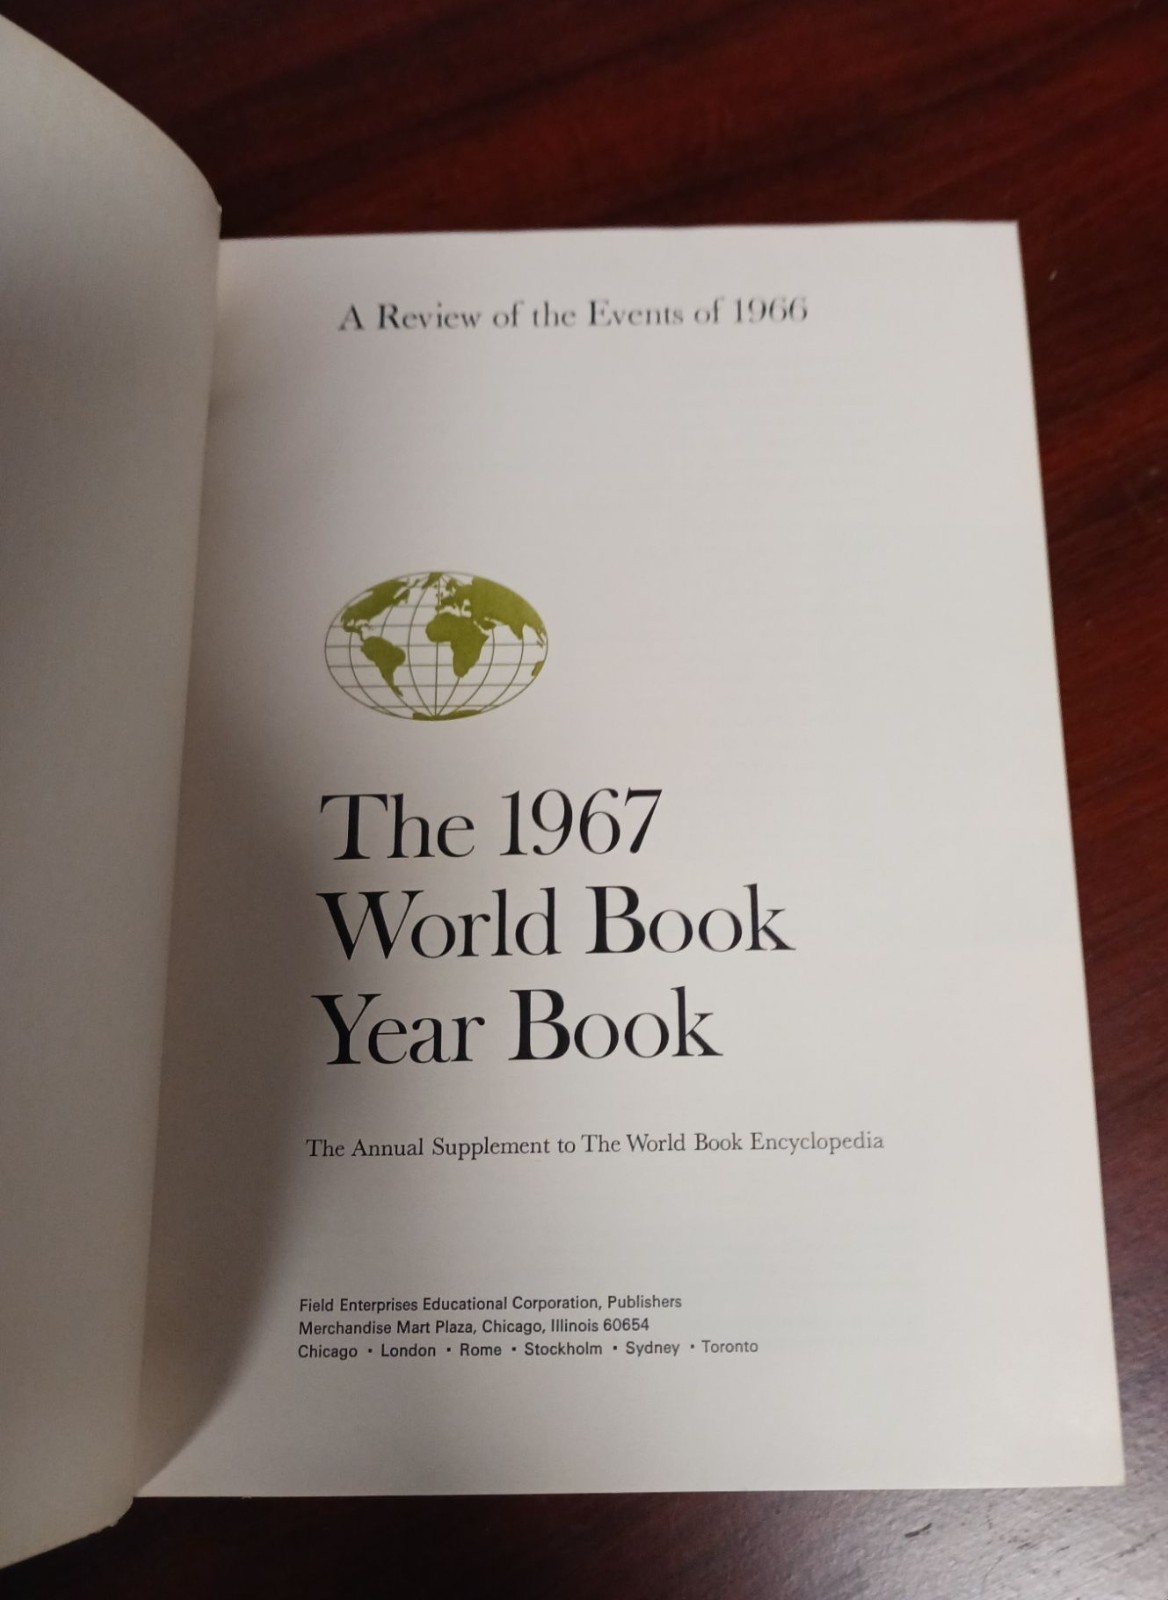 A Review of the Events of 1966
The 1967
World Book
Year Book
The Annual Supplement to The World Book Encyclopedia
Field Enterprises Educational Corporation, Publishers
Merchandise Mart Plaza, Chicago, Illinois 60654
Chicago • London • Rome • Stockholm • Sydney • Toronto